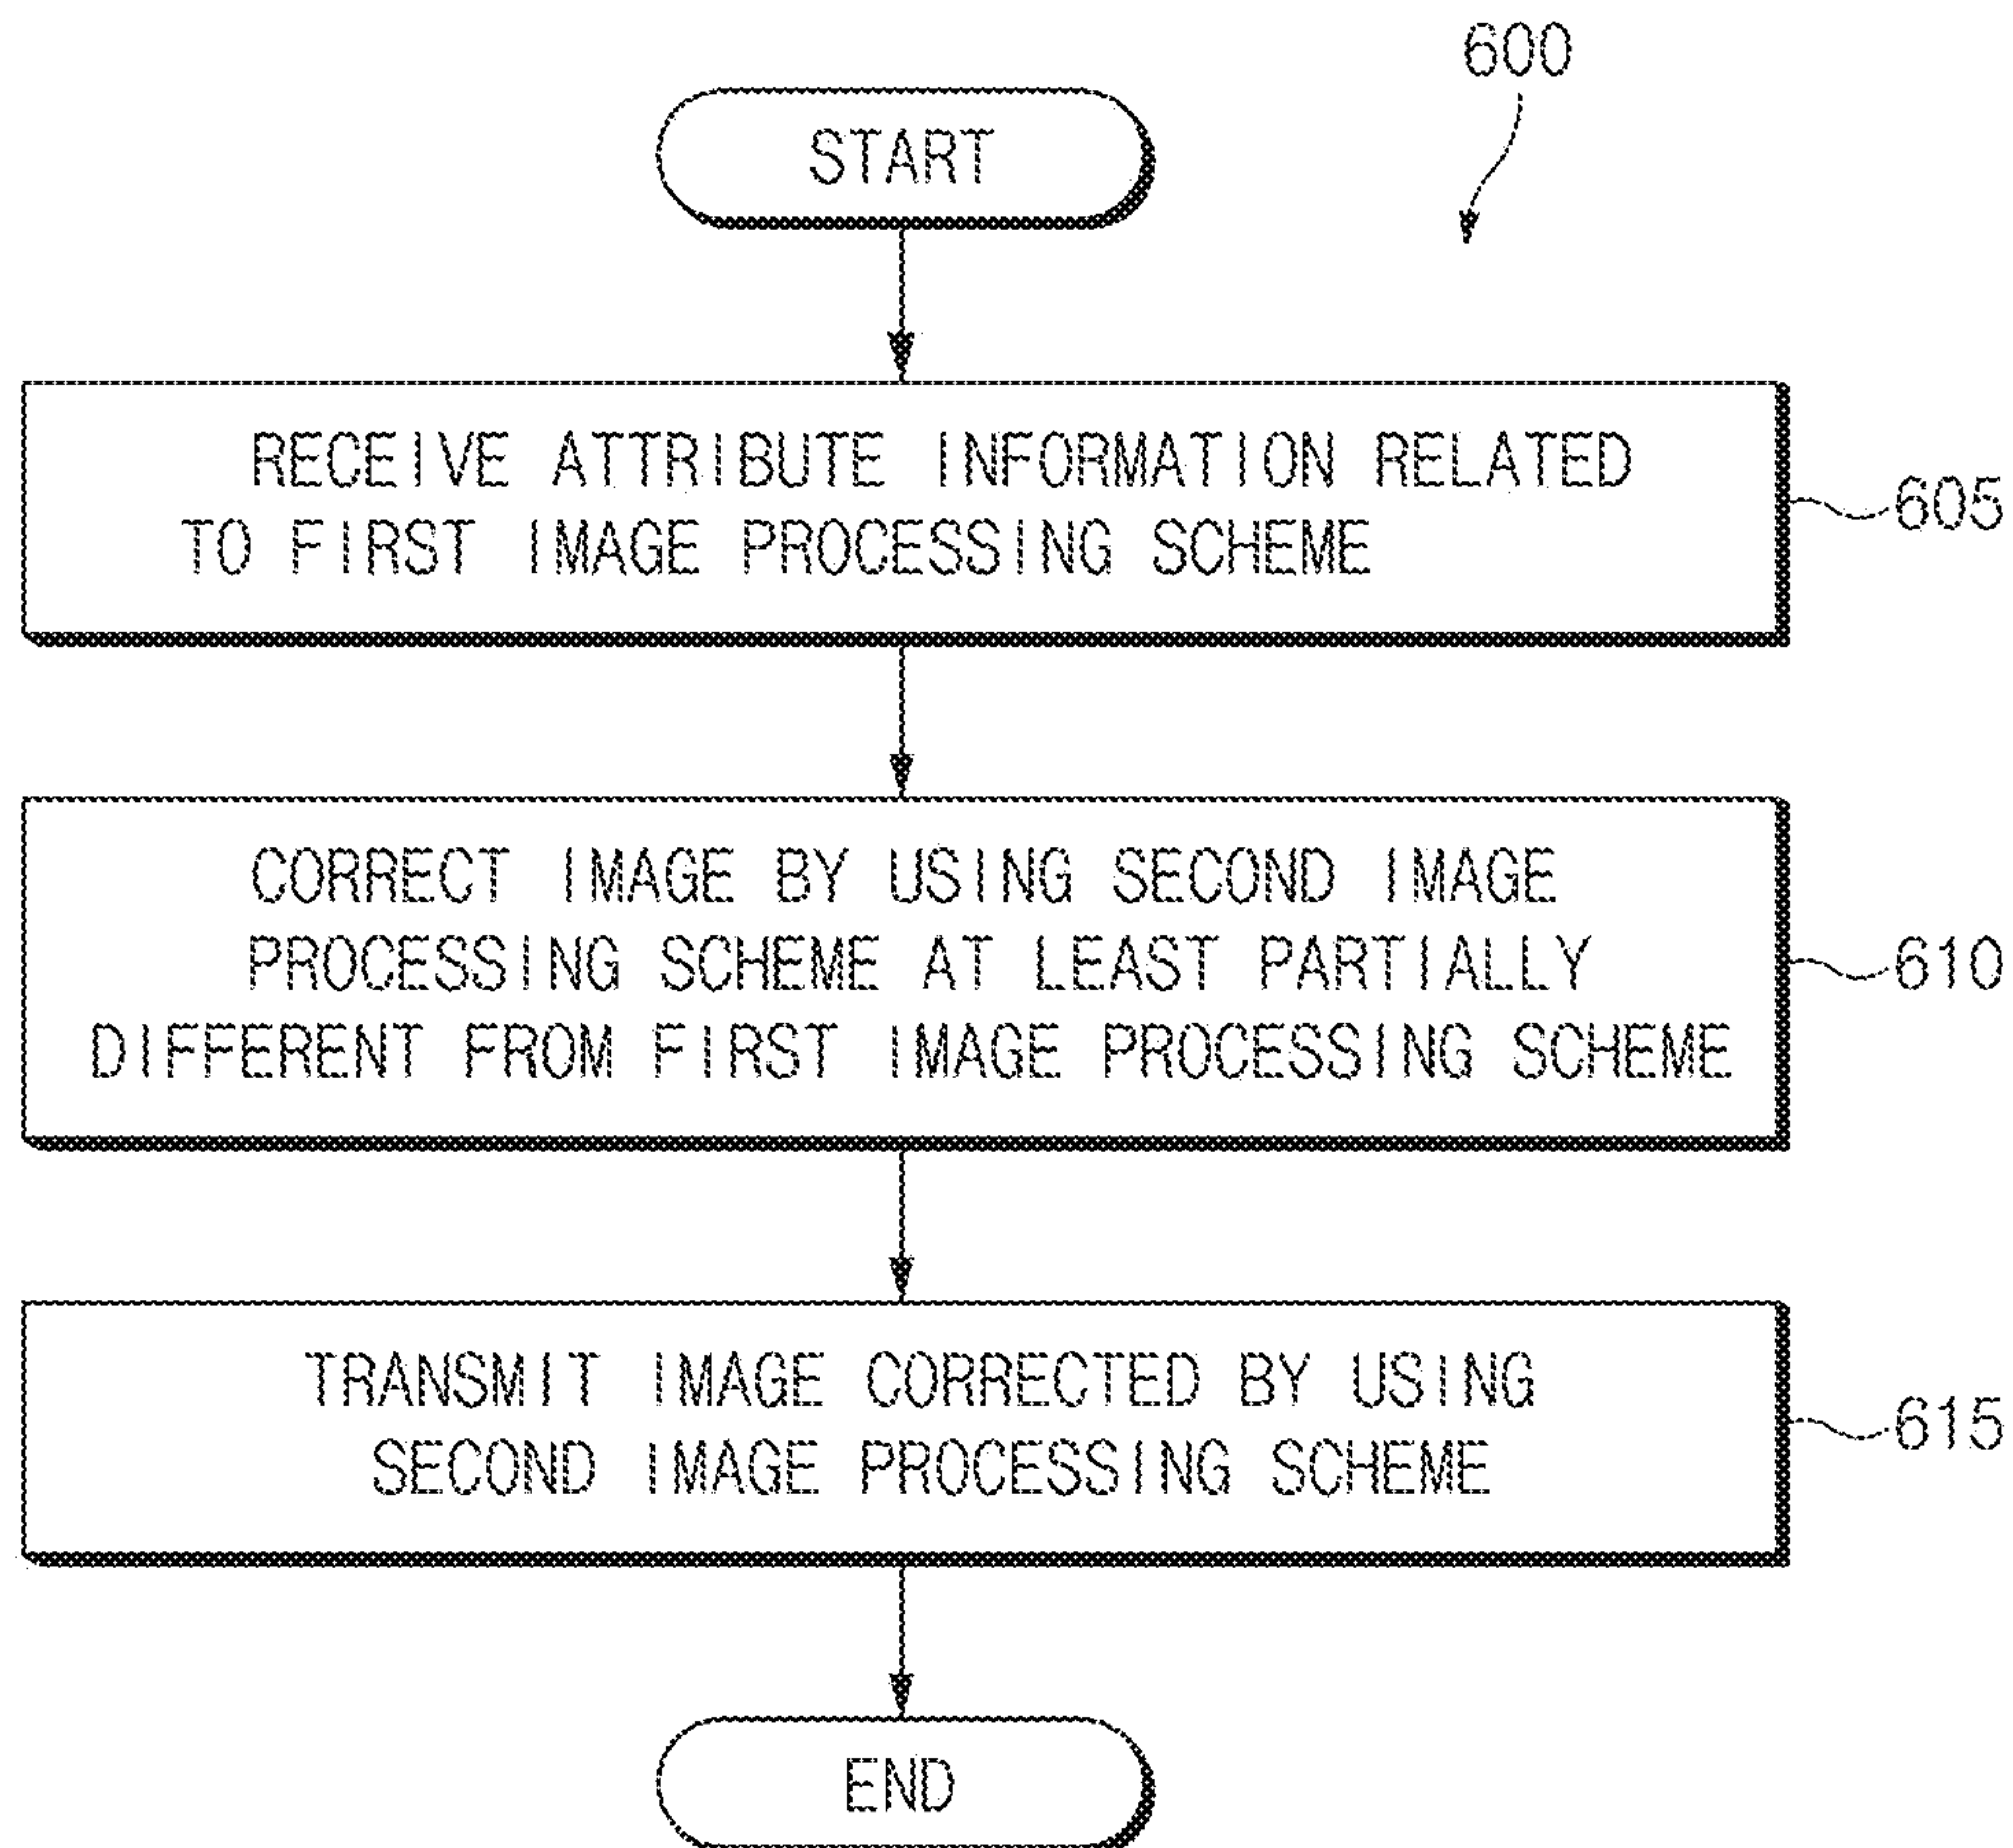 600
START
RECEIVE ATTRIBUTE INFORMATION RELATED
TO FIRST IMAGE PROCESSING SCHEME
605
CORRECT IMAGE BY USING SECOND IMAGE
PROCESSING SCHEME AT LEAST PARTIALLY
DIFFERENT FROM FIRST IMAGE PROCESSING SCHEME
610
TRANSMIT IMAGE CORRECTED BY USING
SECOND IMAGE PROCESSING SCHEME
615
END